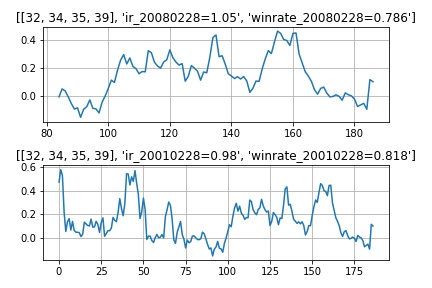 [[32, 34, 35, 39], 'ir_20080228=1.05', 'winrate_20080228=0.786']
0.4
0.2
0.0
80 100 120 140 160 180
[[32, 34, 35, 39], 'ir_20010228=0.98', 'winrate_20010228=0.818']
0.6
0.4
0.2
0.0
0 25 50 75 100 125 150 175